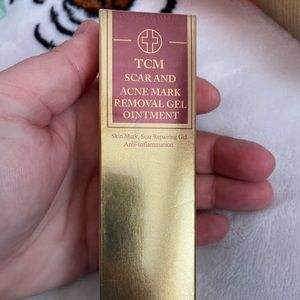 TCM
SCAR AND
ACNE MARK
REMOVAL GEL
OINTMENT
Skin Mark, Scar Repairing Gel
Anti-inflammation